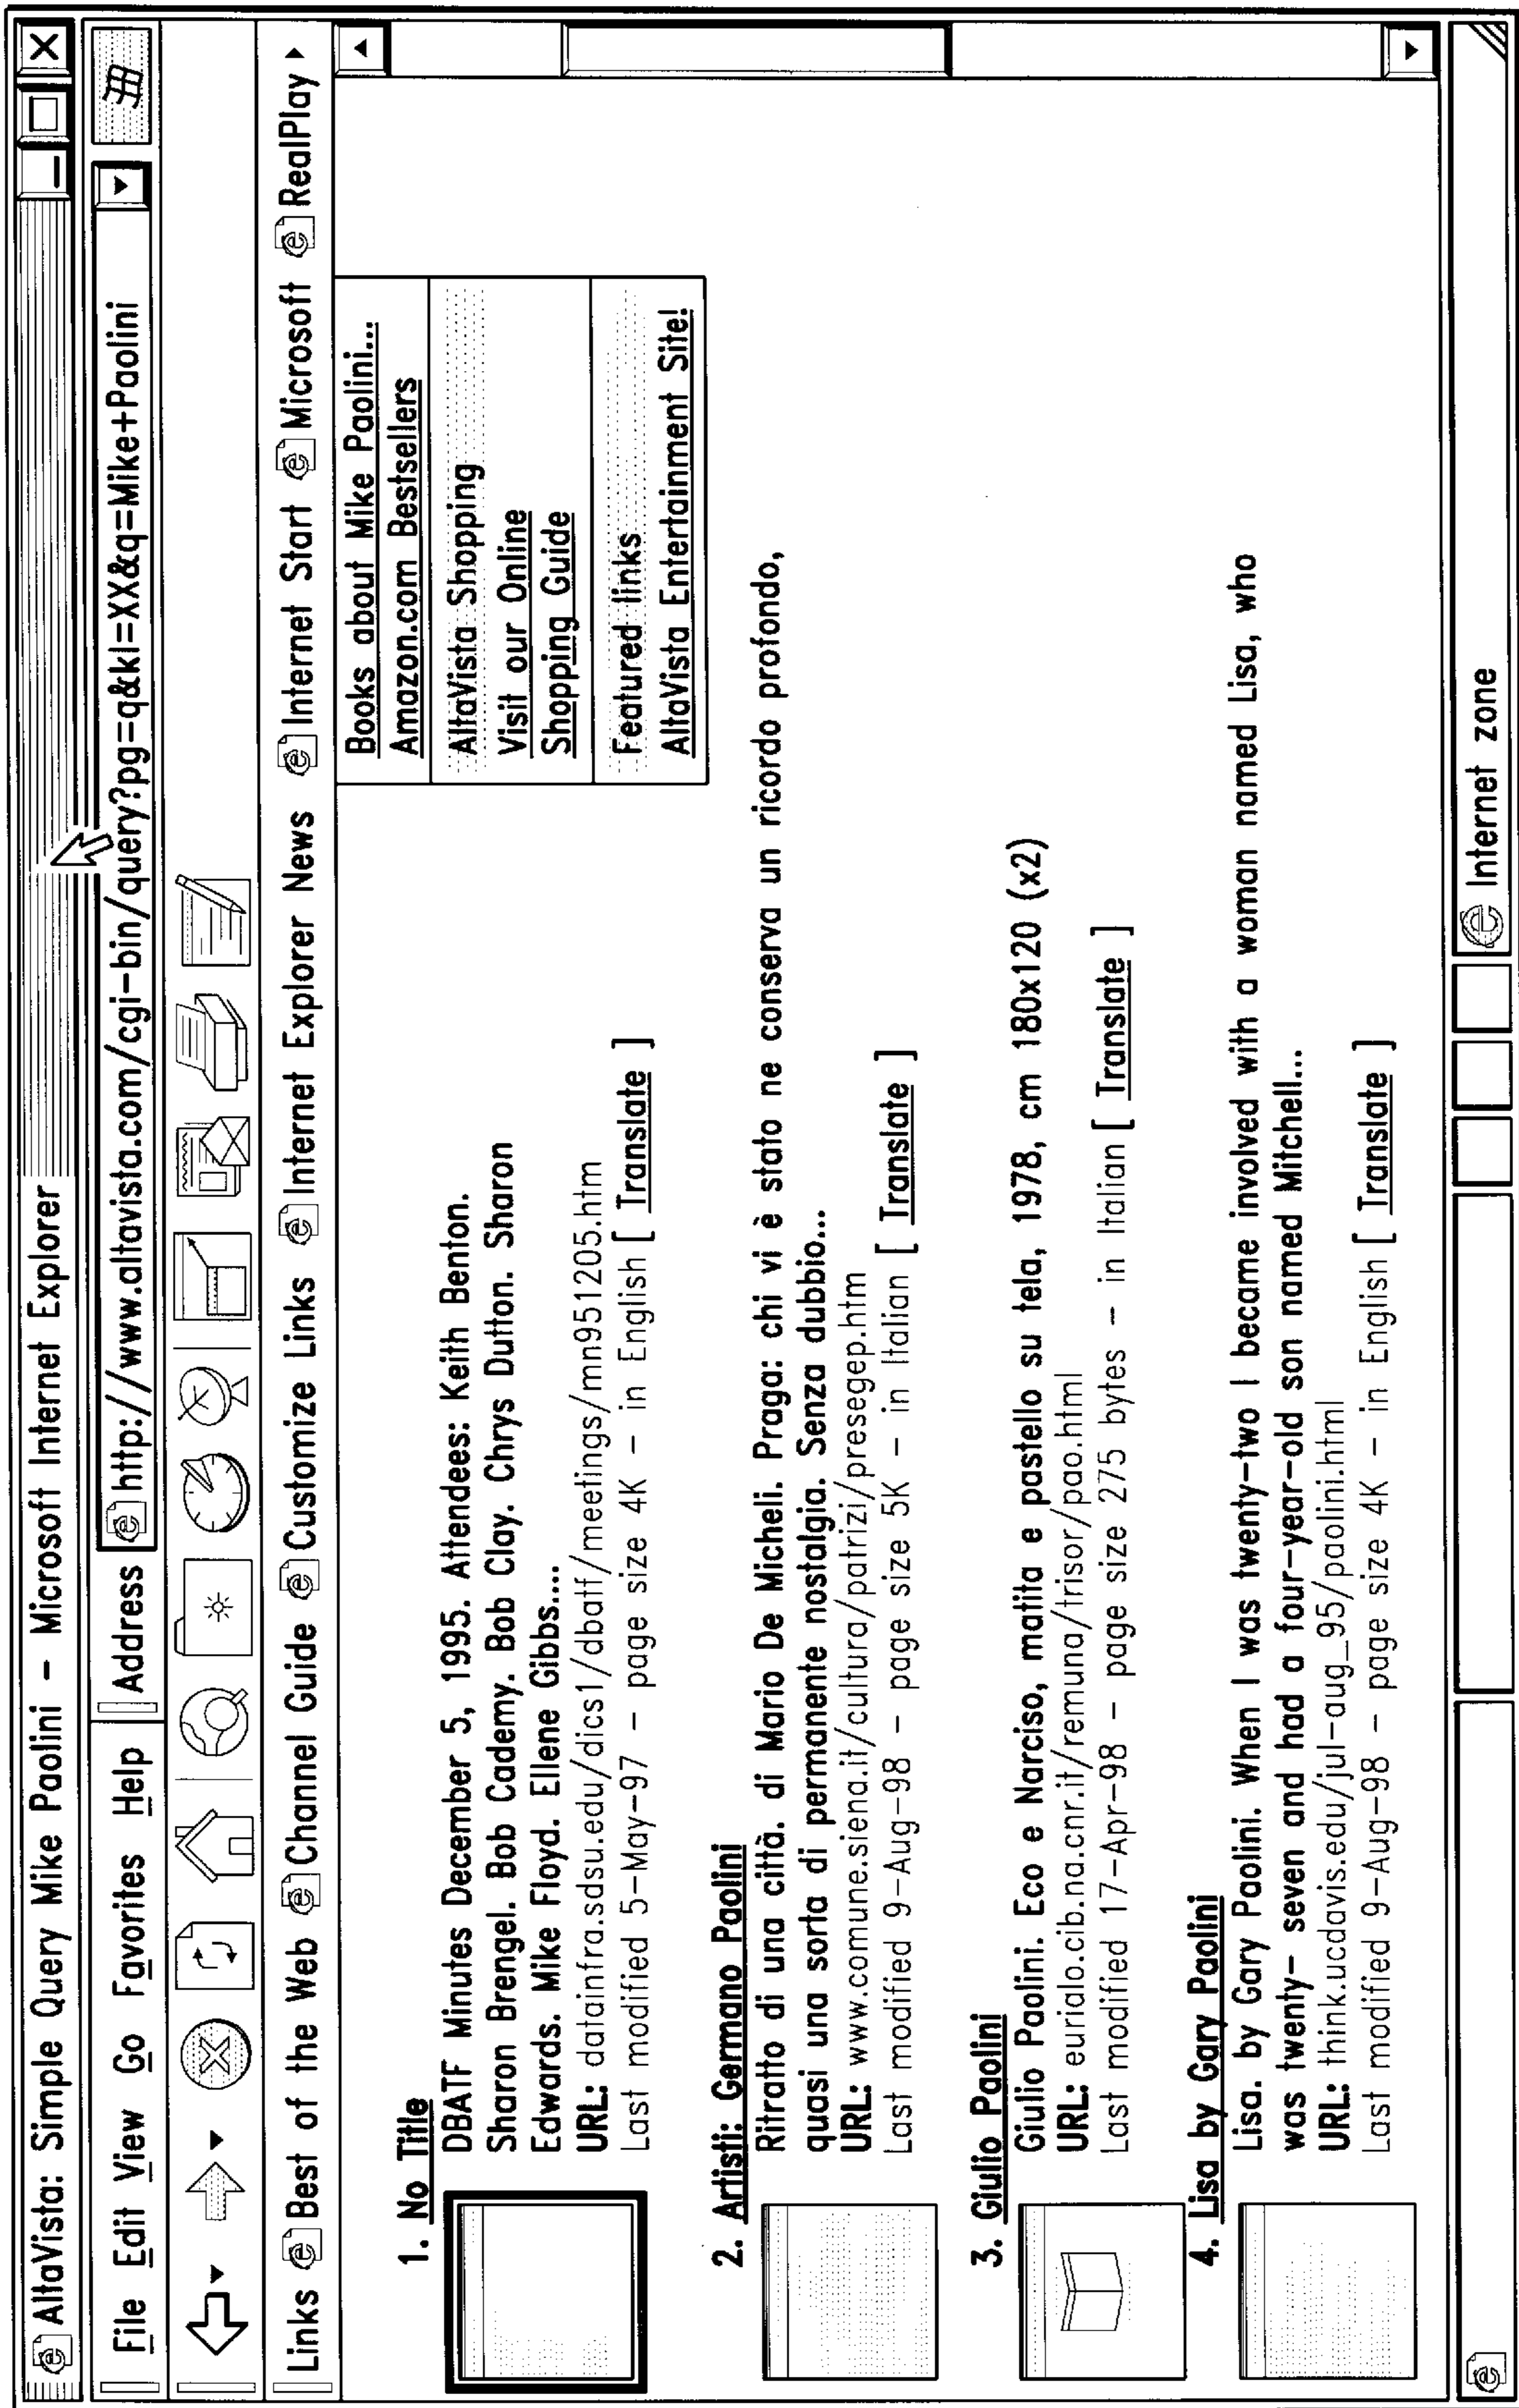 AltaVista: Simple Query Mike Paolini – Microsoft Internet Explorer
File Edit View Go Favorites Help
Address http://www.altavista.com/cgi-bin/query?pg=q&kl=XX&q=Mike+Paolini
Links Best of the Web Channel Guide Customize Links Internet Explorer News Internet Start Microsoft RealPlay
Books about Mike Paolini...
Amazon.com Bestsellers
AltaVista Shopping
Visit our Online
Shopping Guide
Featured links
AltaVista Entertainment Site!
1. No Title
DBATF Minutes December 5, 1995. Attendees: Keith Benton.
Sharon Brengel. Bob Cademy. Bob Clay. Chrys Dutton. Sharon
Edwards. Mike Floyd. Ellene Gibbs....
URL: datainfra.sdsu.edu/dics1/dbatf/meetings/mn951205.htm
Last modified 5-May-97 – page size 4K – in English [ Translate ]
2. Artisti: Germano Paolini
Ritratto di una città. di Mario De Micheli. Praga: chi vi è stato ne conserva un ricordo profondo,
quasi una sorta di permanente nostalgia. Senza dubbio...
URL: www.comune.siena.it/cultura/patrizi/presegep.htm
Last modified 9-Aug-98 – page size 5K – in Italian [ Translate ]
3. Giulio Paolini
Giulio Paolini. Eco e Narciso, matita e pastello su tela, 1978, cm 180x120 (x2)
URL: eurialo.cib.na.cnr.it/remuna/trisor/pao.html
Last modified 17-Apr-98 – page size 275 bytes – in Italian [ Translate ]
4. Lisa by Gary Paolini
Lisa. by Gary Paolini. When I was twenty-two I became involved with a woman named Lisa, who
was twenty- seven and had a four-year-old son named Mitchell...
URL: think.ucdavis.edu/jul-aug_95/paolini.html
Last modified 9-Aug-98 – page size 4K – in English [ Translate ]
Internet zone